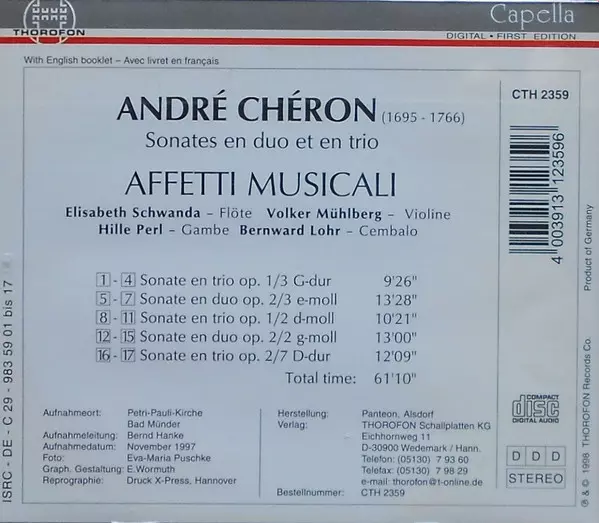 THOROFON
Capella
DIGITAL • FIRST EDITION
With English booklet – Avec livret en français
CTH 2359
ANDRÉ CHÉRON (1695 - 1766)
Sonates en duo et en trio
AFFETTI MUSICALI
Elisabeth Schwanda – Flöte Volker Mühlberg – Violine
Hille Perl – Gambe Bernward Lohr – Cembalo
1 - 4 Sonate en trio op. 1/3 G-dur 9'26"
5 - 7 Sonate en duo op. 2/3 e-moll 13'28"
8 - 11 Sonate en trio op. 1/2 d-moll 10'21"
12 - 15 Sonate en duo op. 2/2 g-moll 13'00"
16 - 17 Sonate en trio op. 2/7 D-dur 12'09"
Total time: 61'10"
Aufnahmeort: Petri-Pauli-Kirche
Bad Münder
Aufnahmeleitung: Bernd Hanke
Aufnahmedatum: November 1997
Foto: Eva-Maria Puschke
Graph. Gestaltung: E.Wormuth
Reprographie: Druck X-Press, Hannover
Herstellung: Panteon, Alsdorf
Verlag: THOROFON Schallplatten KG
Eichhornweg 11
D-30900 Wedemark / Hann.
Telefon: (05130) 7 93 60
Telefax: (05130) 7 98 29
e-mail: thorofon@t-online.de
Bestellnummer: CTH 2359
4 003913 123596
Product of Germany
COMPACT
disc
DIGITAL AUDIO
D D D
STEREO
℗ & © 1998 THOROFON Records Co.
ISRC - DE - C 29 - 983 59 01 bis 17